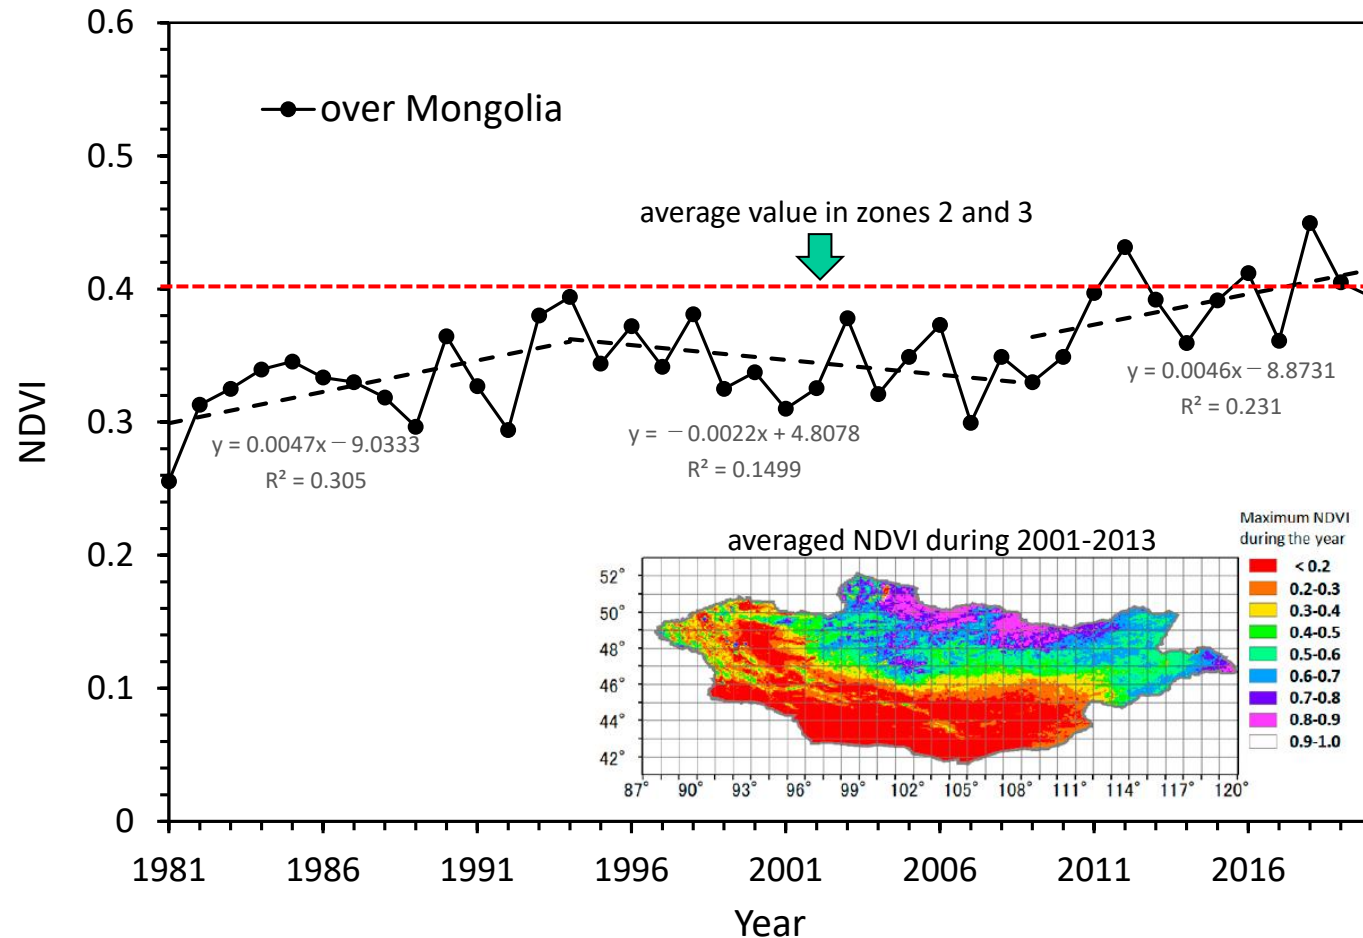 0.6
over Mongolia
0.5
average value in zones 2 and 3
0.4
y = 0.0046x－8.8731
R² = 0.231
0.3
y = 0.0047x－9.0333
R² = 0.305
y = －0.0022x + 4.8078
R² = 0.1499
NDVI
0.2
averaged NDVI during 2001-2013
Maximum NDVI
during the year
< 0.2
0.2-0.3
0.3-0.4
0.4-0.5
0.5-0.6
0.6-0.7
0.7-0.8
0.8-0.9
0.9-1.0
52°
50°
48°
46°
44°
42°
87° 90° 93° 96° 99° 102° 105° 108° 111° 114° 117° 120°
0.1
0
1981 1986 1991 1996 2001 2006 2011 2016
Year